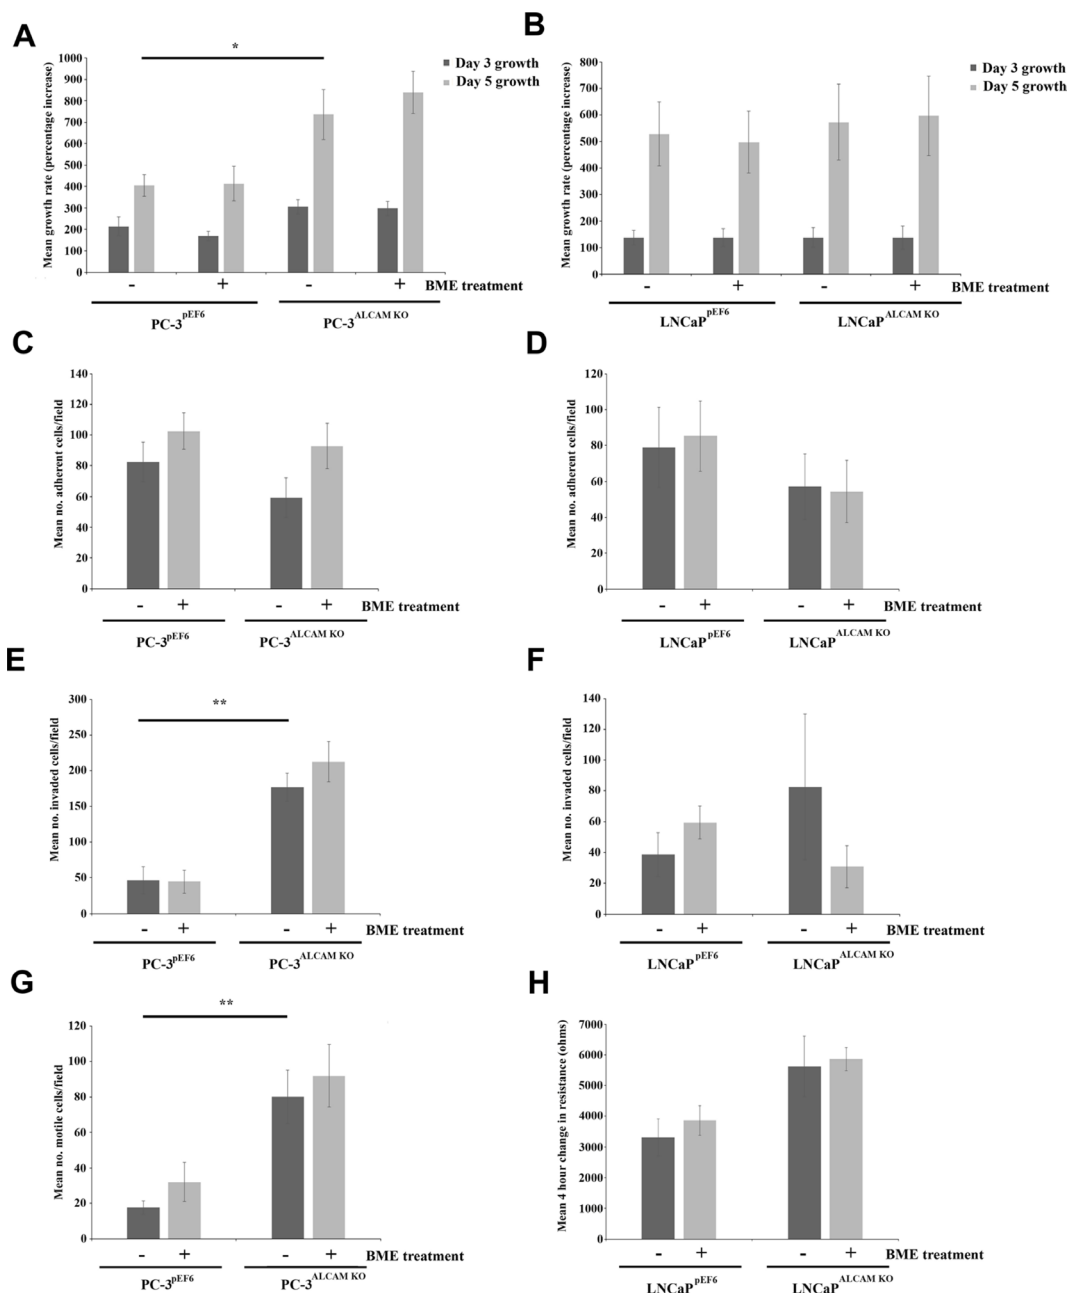 A
*
Day 3 growth
Day 5 growth
Mean growth rate (percentage increase)
1000
900
800
700
600
500
400
300
200
100
0
- + - + BME treatment
PC-3pEF6 PC-3ALCAM KO
B
Day 3 growth
Day 5 growth
Mean growth rate (percentage increase)
800
700
600
500
400
300
200
100
0
- + - + BME treatment
LNCaPpEF6 LNCaPALCAM KO
C
Mean no. adherent cells/field
140
120
100
80
60
40
20
0
- + - + BME treatment
PC-3pEF6 PC-3ALCAM KO
D
Mean no. adherent cells/field
120
100
80
60
40
20
0
- + - + BME treatment
LNCaPpEF6 LNCaPALCAM KO
E
**
Mean no. invaded cells/field
300
250
200
150
100
50
0
- + - + BME treatment
PC-3pEF6 PC-3ALCAM KO
F
Mean no. invaded cells/field
140
120
100
80
60
40
20
0
- + - + BME treatment
LNCaPpEF6 LNCaPALCAM KO
G
**
Mean no. motile cells/field
120
100
80
60
40
20
0
- + - + BME treatment
PC-3pEF6 PC-3ALCAM KO
H
Mean 4 hour change in resistance (ohms)
7000
6000
5000
4000
3000
2000
1000
0
- + - + BME treatment
LNCaPpEF6 LNCaPALCAM KO